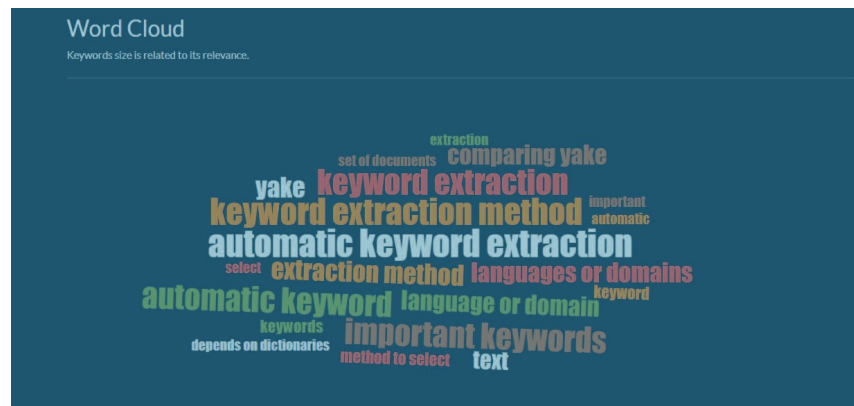 Word Cloud
Keywords size is related to its relevance.
extraction
set of documents comparing yake
yake keyword extraction
important
keyword extraction method automatic
automatic keyword extraction
select extraction method languages or domains
automatic keyword language or domain keyword
keywords important keywords
depends on dictionaries
method to select text